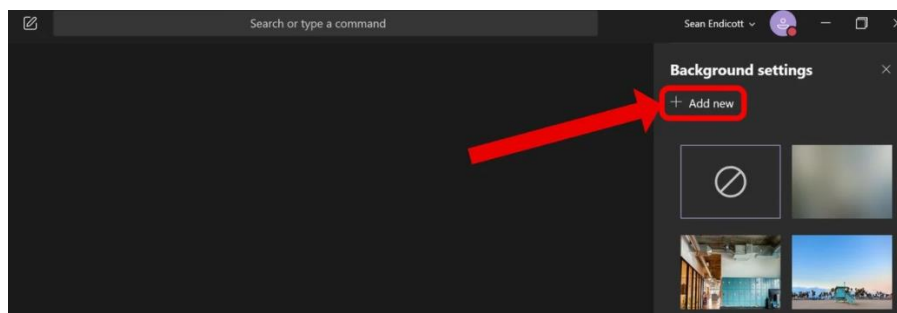 Search or type a command
Sean Endicott
Background settings
+ Add new